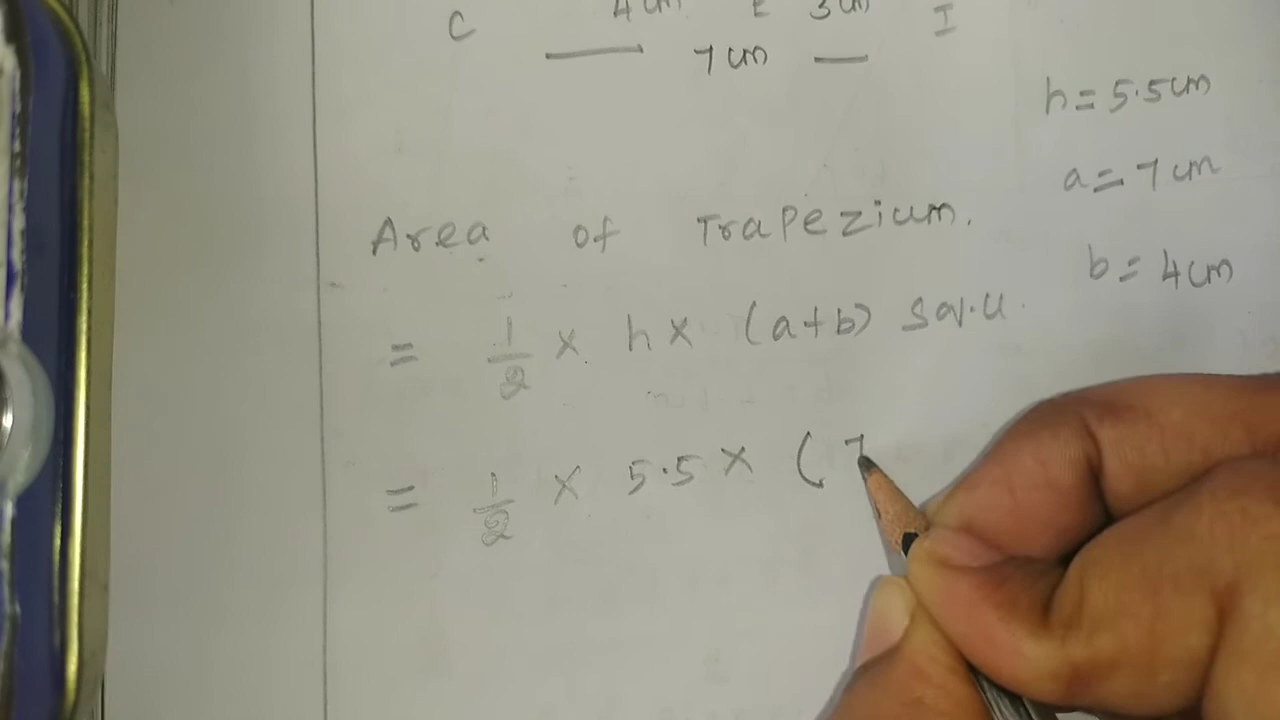 C 4cm E 3cm I
7cm
h = 5.5cm
a = 7cm
Area of Trapezium.
b = 4cm
= 1/2 × h × (a+b) sq.u.
= 1/2 × 5.5 × ( 7